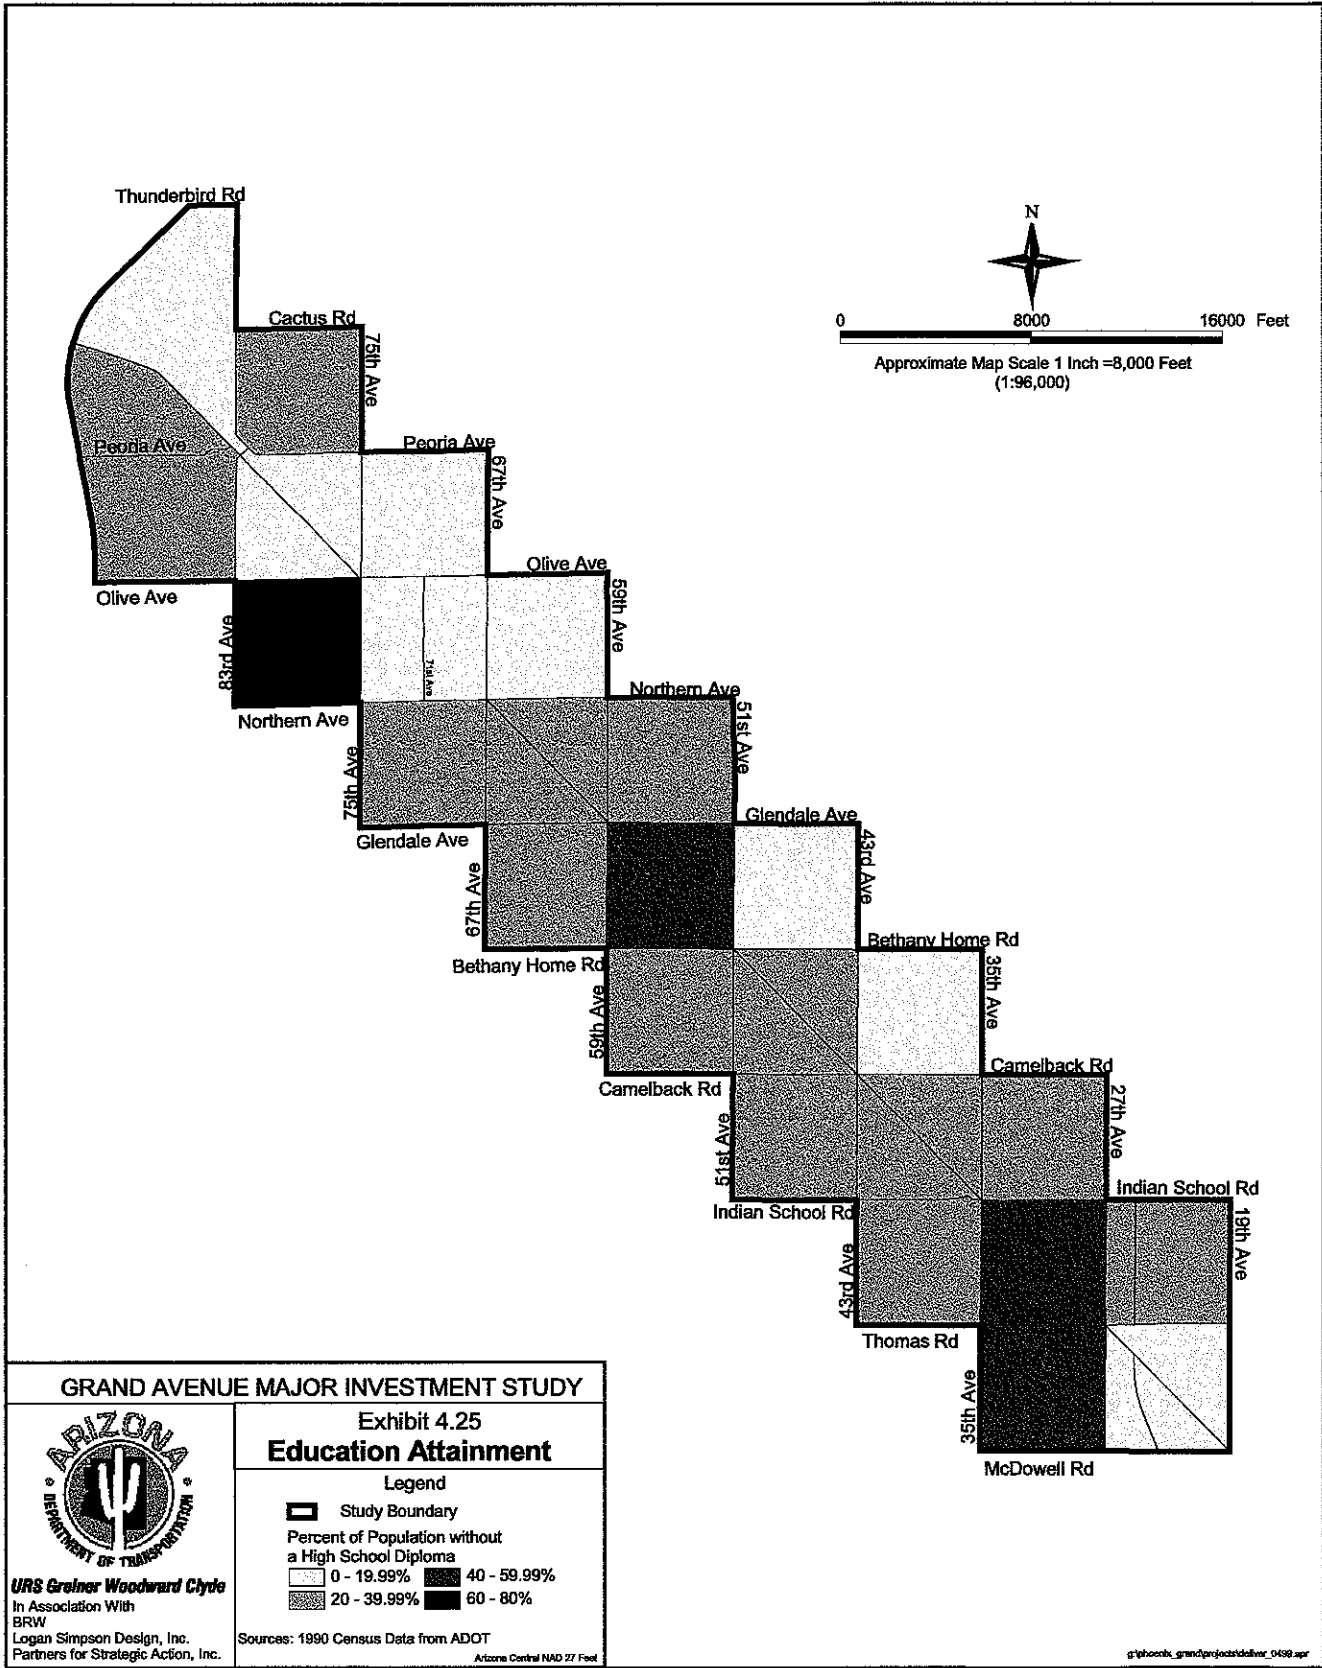 Thunderbird Rd
N
Cactus Rd
0 8000 16000 Feet
75th Ave
Approximate Map Scale 1 Inch =8,000 Feet
(1:96,000)
Peoria Ave
Peoria Ave
67th Ave
Olive Ave
Olive Ave
59th Ave
83rd Ave
71st Ave
Northern Ave
Northern Ave
51st Ave
75th Ave
Glendale Ave
Glendale Ave
43rd Ave
67th Ave
Bethany Home Rd
Bethany Home Rd
35th Ave
59th Ave
Camelback Rd
Camelback Rd
27th Ave
51st Ave
Indian School Rd
Indian School Rd
19th Ave
43rd Ave
Thomas Rd
35th Ave
McDowell Rd
GRAND AVENUE MAJOR INVESTMENT STUDY
ARIZONA
DEPARTMENT OF TRANSPORTATION
URS Greiner Woodward Clyde
In Association With
BRW
Logan Simpson Design, Inc.
Partners for Strategic Action, Inc.
Exhibit 4.25
Education Attainment
Legend
Study Boundary
Percent of Population without
a High School Diploma
0 - 19.99% 40 - 59.99%
20 - 39.99% 60 - 80%
Sources: 1990 Census Data from ADOT
Arizona Central NAD 27 Feet
g:\phoenix_grand\projects\deliver_0498.apr